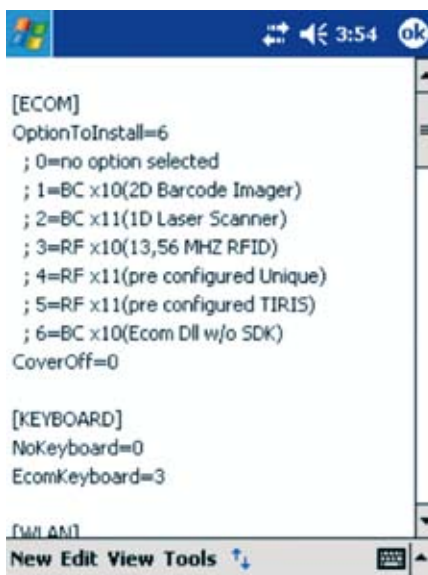 3:54 ok
[ECOM]
OptionToInstall=6
; 0=no option selected
; 1=BC x10(2D Barcode Imager)
; 2=BC x11(1D Laser Scanner)
; 3=RF x10(13,56 MHZ RFID)
; 4=RF x11(pre configured Unique)
; 5=RF x11(pre configured TIRIS)
; 6=BC x10(Ecom Dll w/o SDK)
CoverOff=0
[KEYBOARD]
NoKeyboard=0
EcomKeyboard=3
[WLAN]
New Edit View Tools